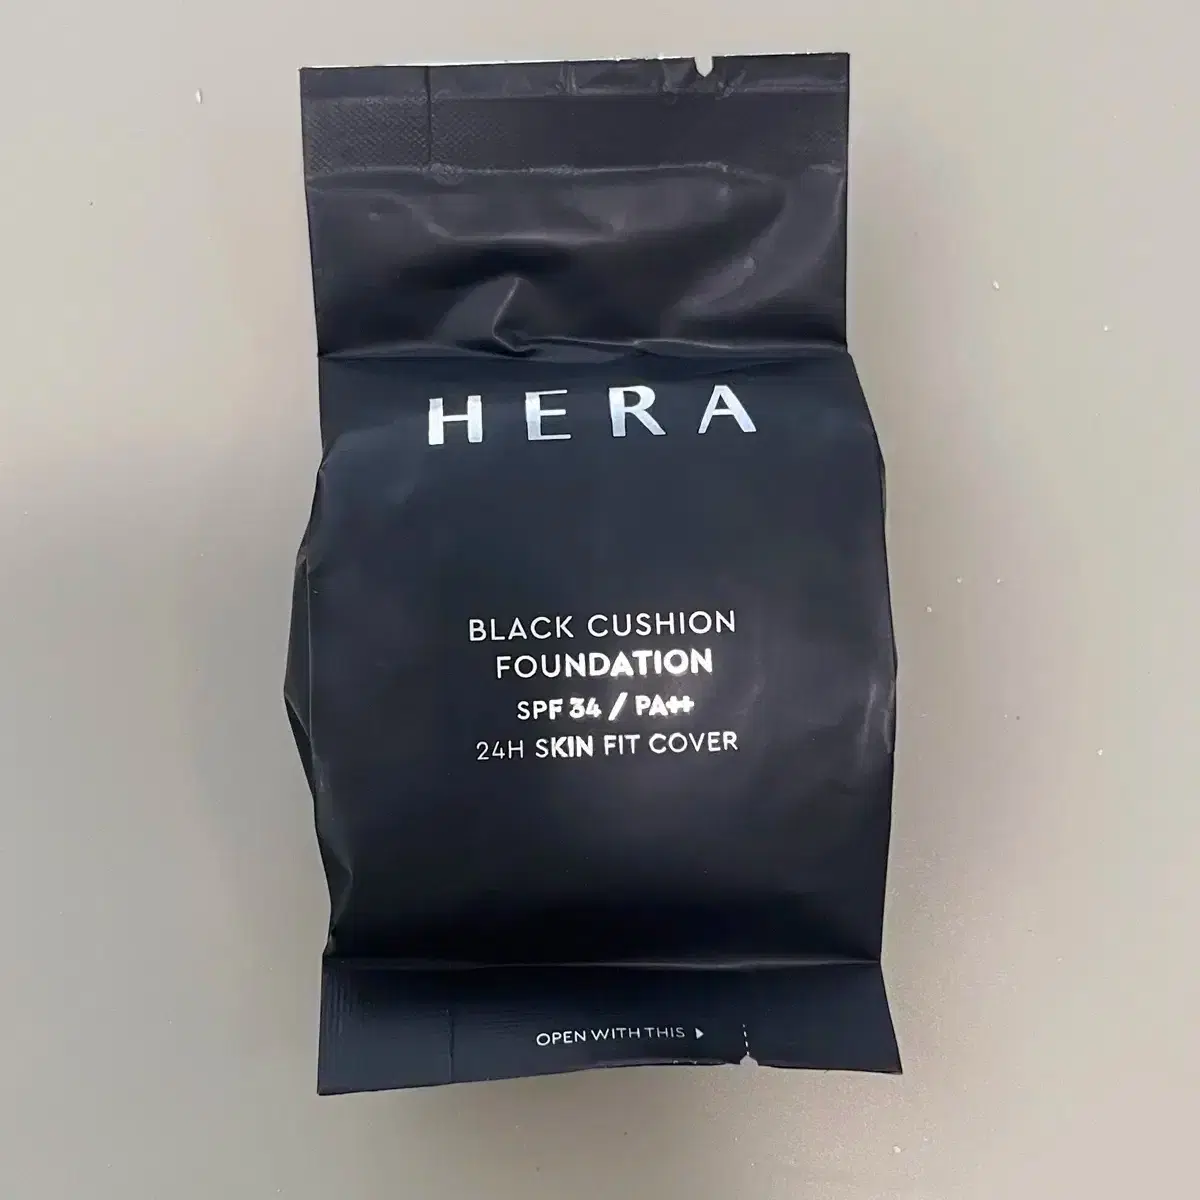 HERA
BLACK CUSHION
FOUNDATION
SPF 34 / PA++
24H SKIN FIT COVER
OPEN WITH THIS ▶